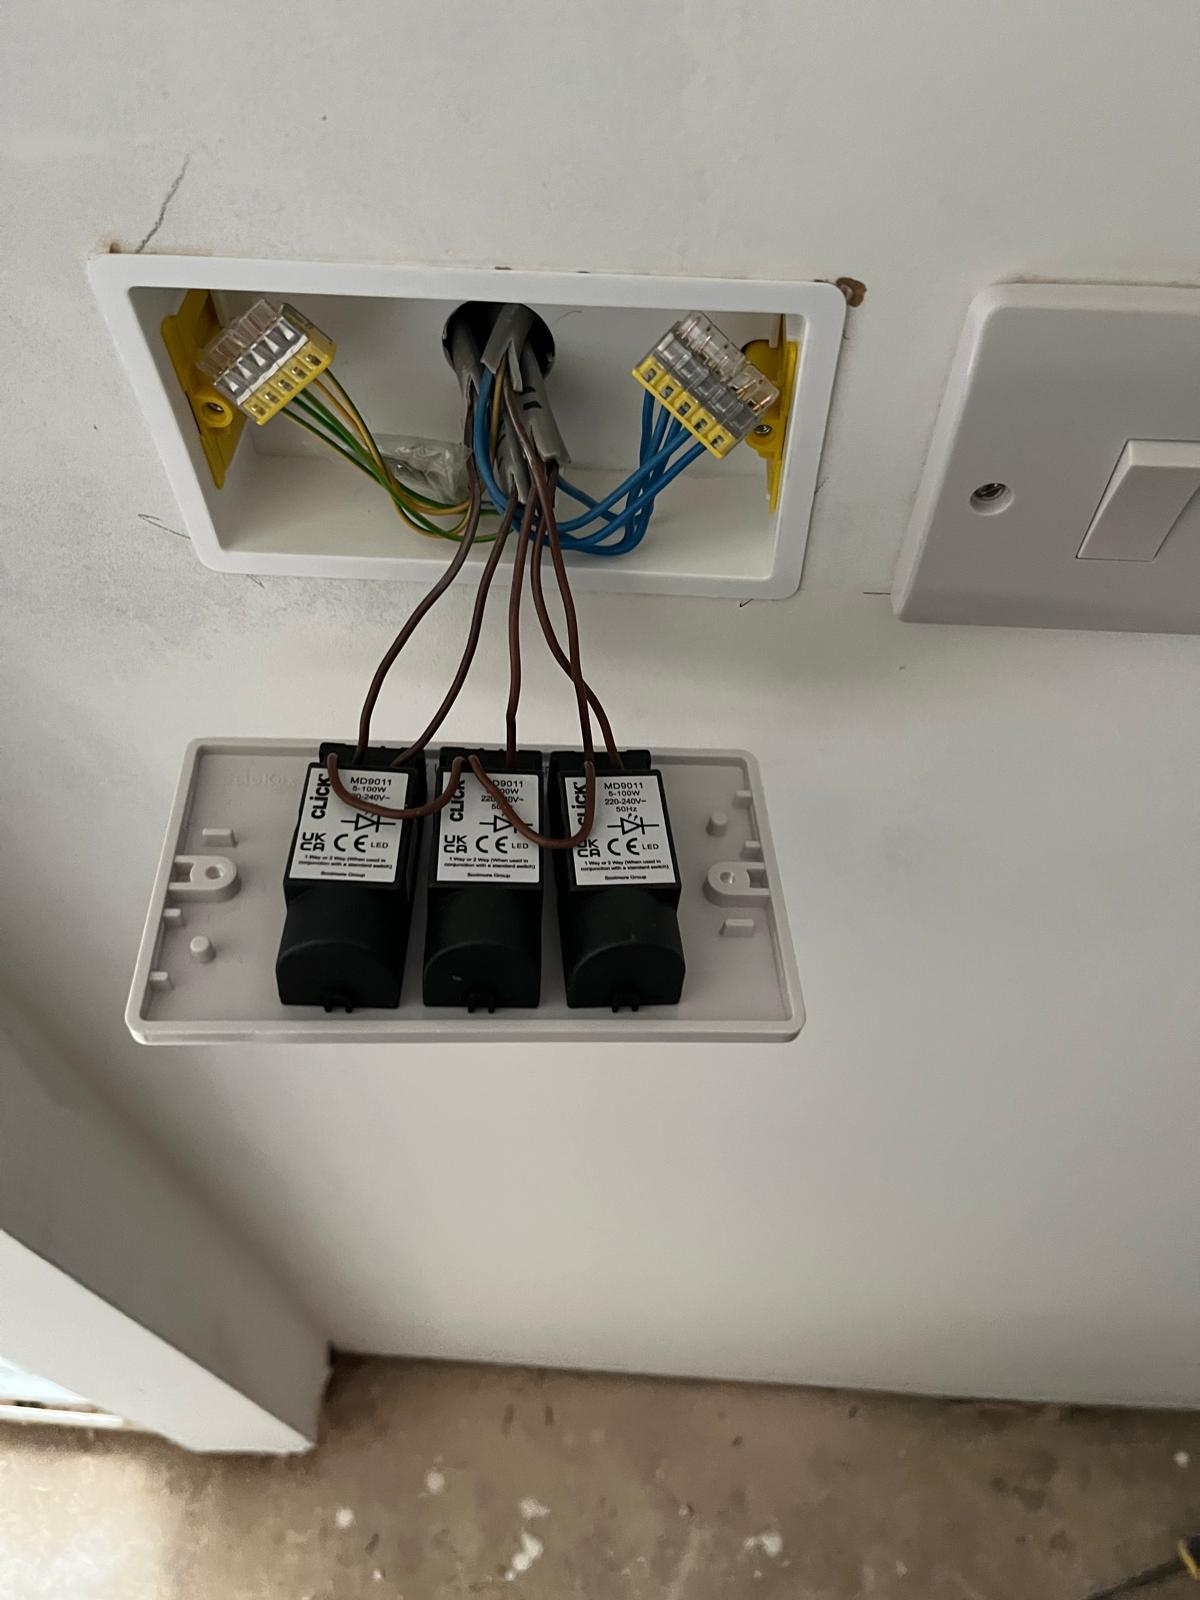 CLiCK
MD9011
5-100W
220-240V~
50Hz
UK
CA CE LED
1 Way or 2 Way (When used in
conjunction with a standard switch)
Scolmore Group
CLiCK
MD9011
100W
220-240V~
50Hz
UK
CA CE LED
1 Way or 2 Way (When used in
conjunction with a standard switch)
Scolmore Group
CLiCK
MD9011
5-100W
220-240V~
50Hz
UK
CA CE LED
1 Way or 2 Way (When used in
conjunction with a standard switch)
Scolmore Group